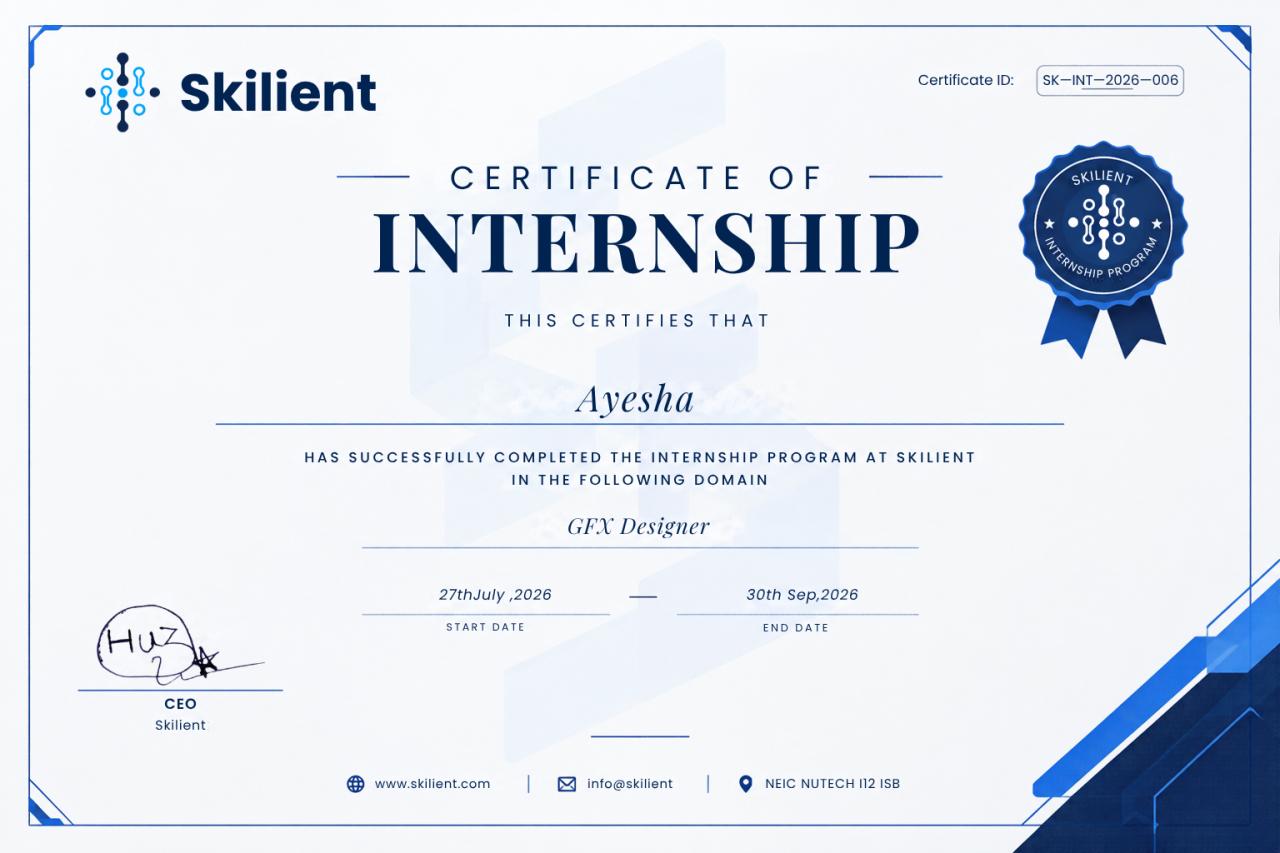 Skilient
Certificate ID: SK—INT—2026—006
CERTIFICATE OF
INTERNSHIP
SKILIENT
INTERNSHIP PROGRAM
THIS CERTIFIES THAT
Ayesha
HAS SUCCESSFULLY COMPLETED THE INTERNSHIP PROGRAM AT SKILIENT
IN THE FOLLOWING DOMAIN
GFX Designer
27thJuly ,2026 — 30th Sep,2026
START DATE END DATE
Huz
CEO
Skilient
www.skilient.com | info@skilient | NEIC NUTECH I12 ISB